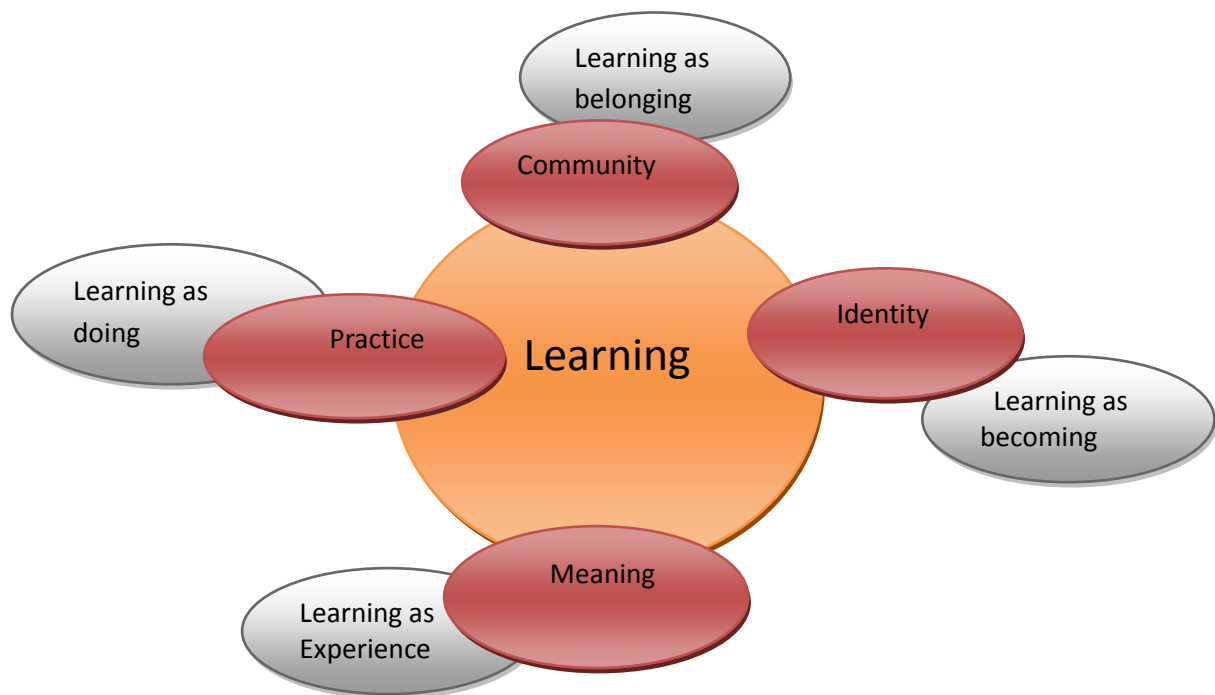 Learning as
belonging
Community
Learning as
doing
Practice
Learning
Identity
Learning as
becoming
Meaning
Learning as
Experience